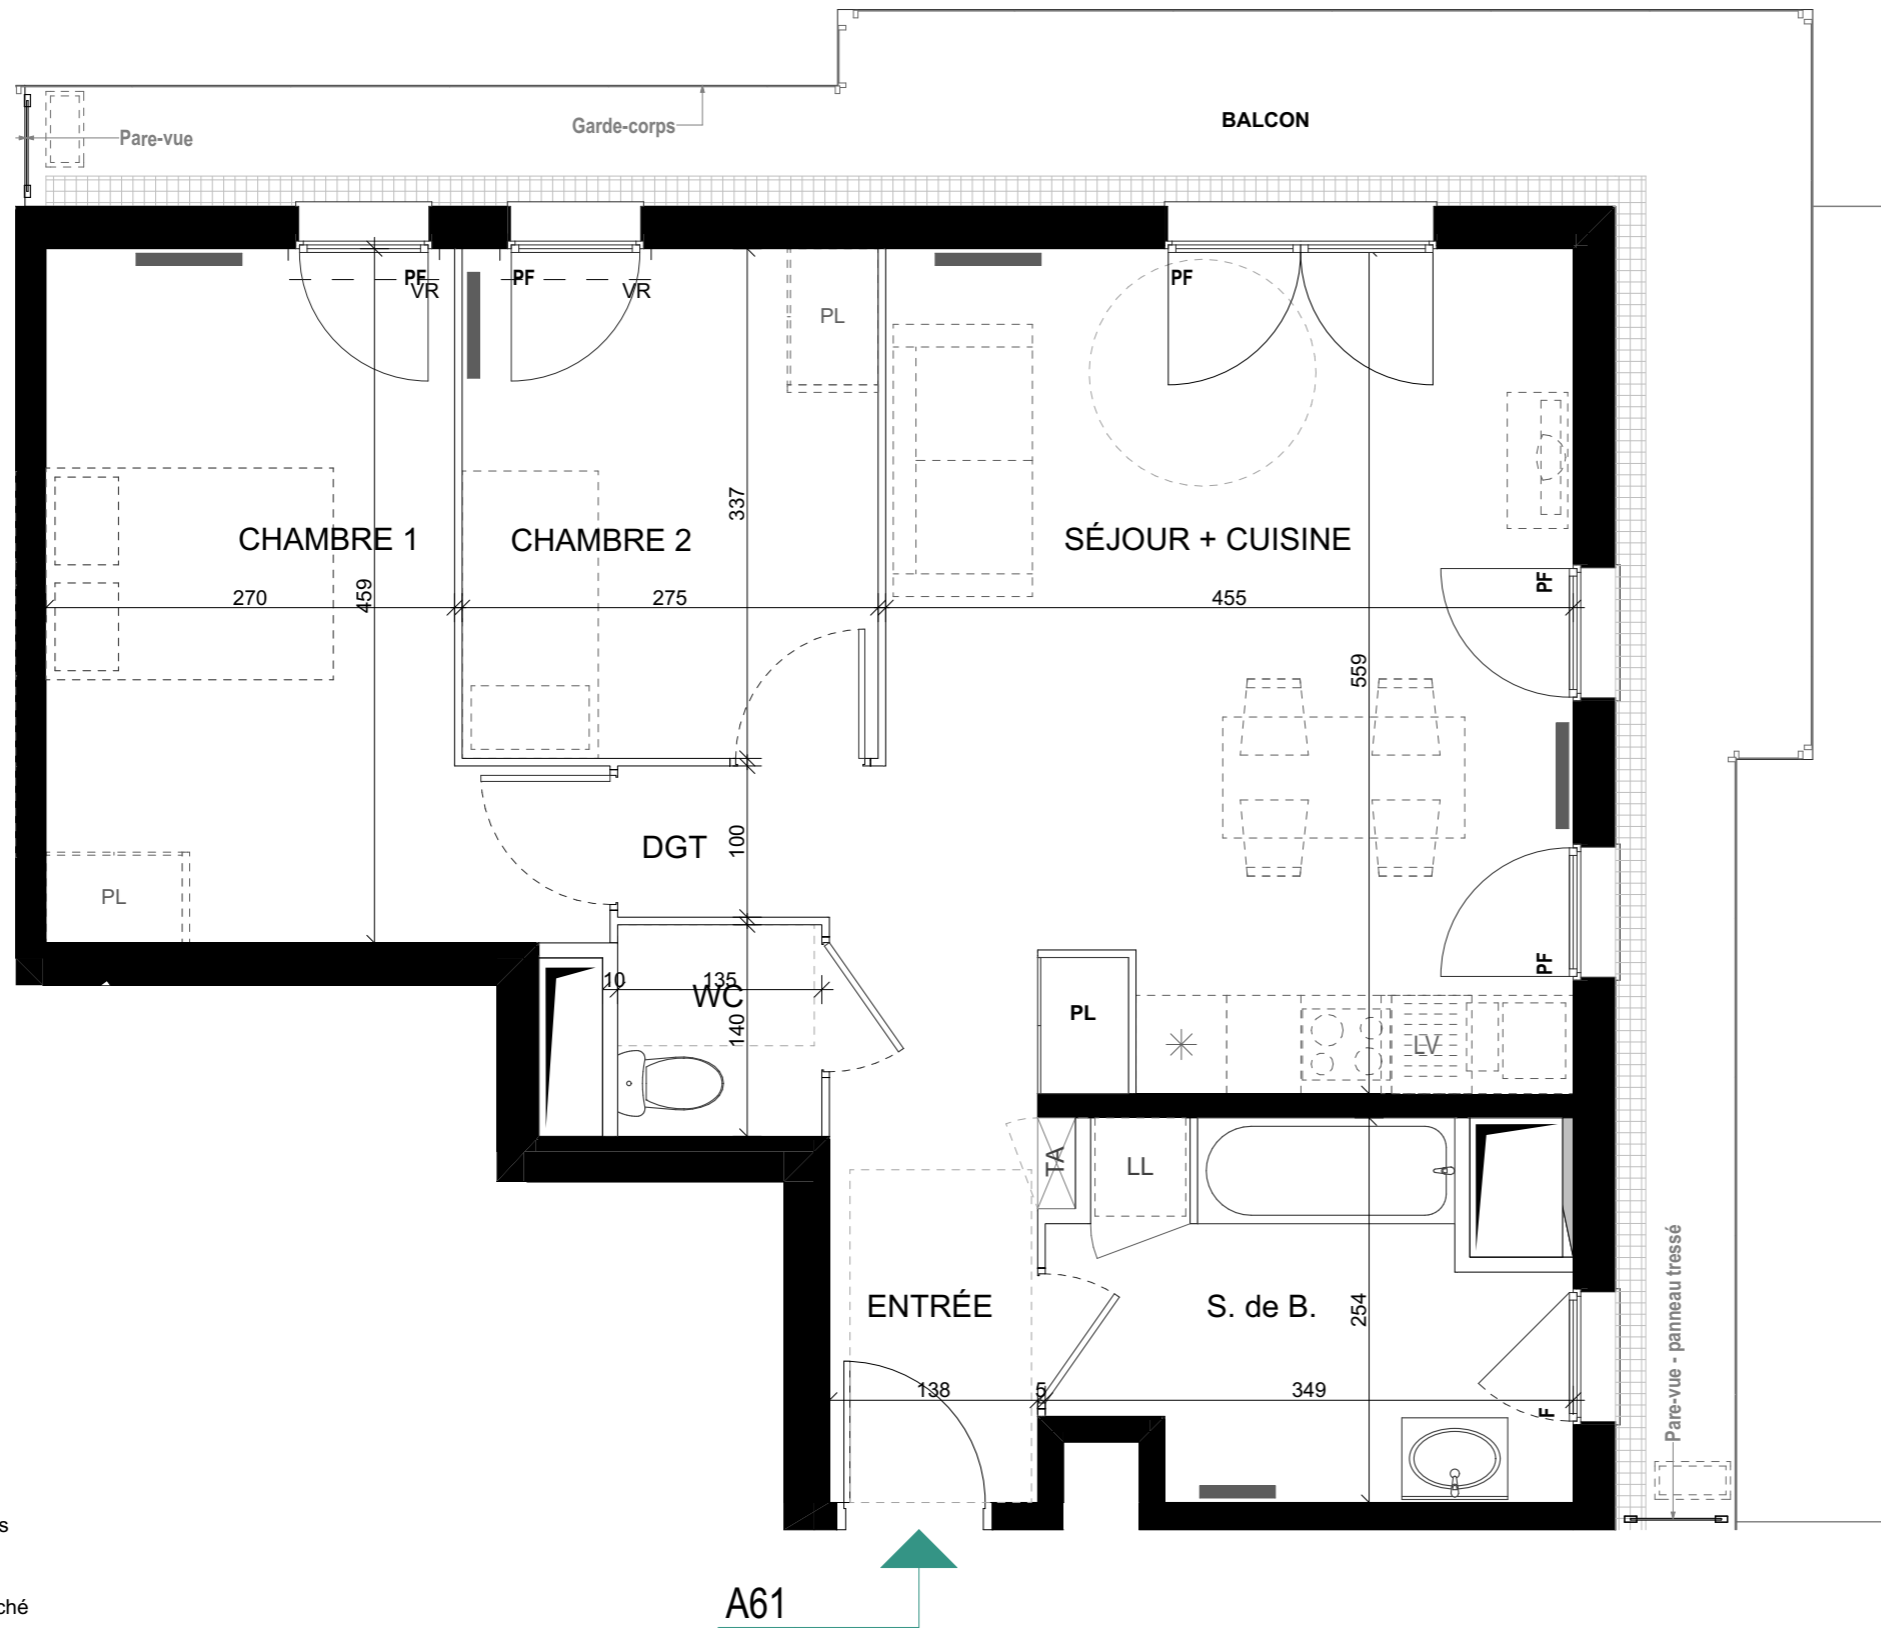 BALCON
Garde-corps
Pare-vue
PF
VR
PF
VR
PL
PF
CHAMBRE 1
CHAMBRE 2
SÉJOUR + CUISINE
337
459
270
275
455
559
PF
DGT
100
PL
PF
10
135
WC
140
PL
LV
TA
LL
ENTRÉE
S. de B.
254
138
5
349
F
Pare-vue - panneau tressé
s
ché
A61